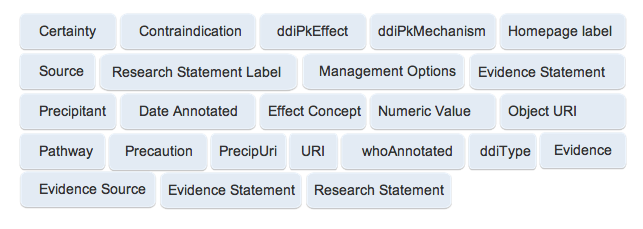 Certainty Contraindication ddiPkEffect ddiPkMechanism Homepage label
Source Research Statement Label Management Options Evidence Statement
Precipitant Date Annotated Effect Concept Numeric Value Object URI
Pathway Precaution PrecipUri URI whoAnnotated ddiType Evidence
Evidence Source Evidence Statement Research Statement